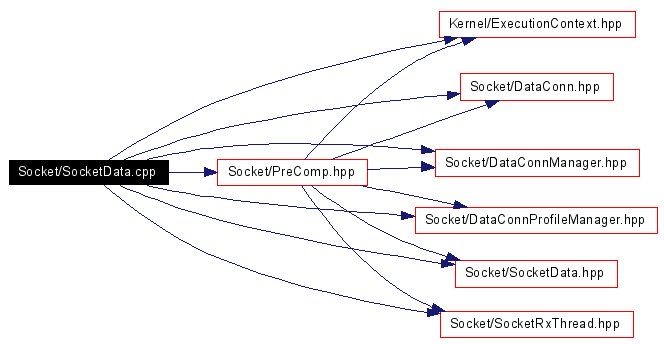 Kernel/ExecutionContext.hpp
Socket/DataConn.hpp
Socket/DataConnManager.hpp
Socket/SocketData.cpp
Socket/PreComp.hpp
Socket/DataConnProfileManager.hpp
Socket/SocketData.hpp
Socket/SocketRxThread.hpp